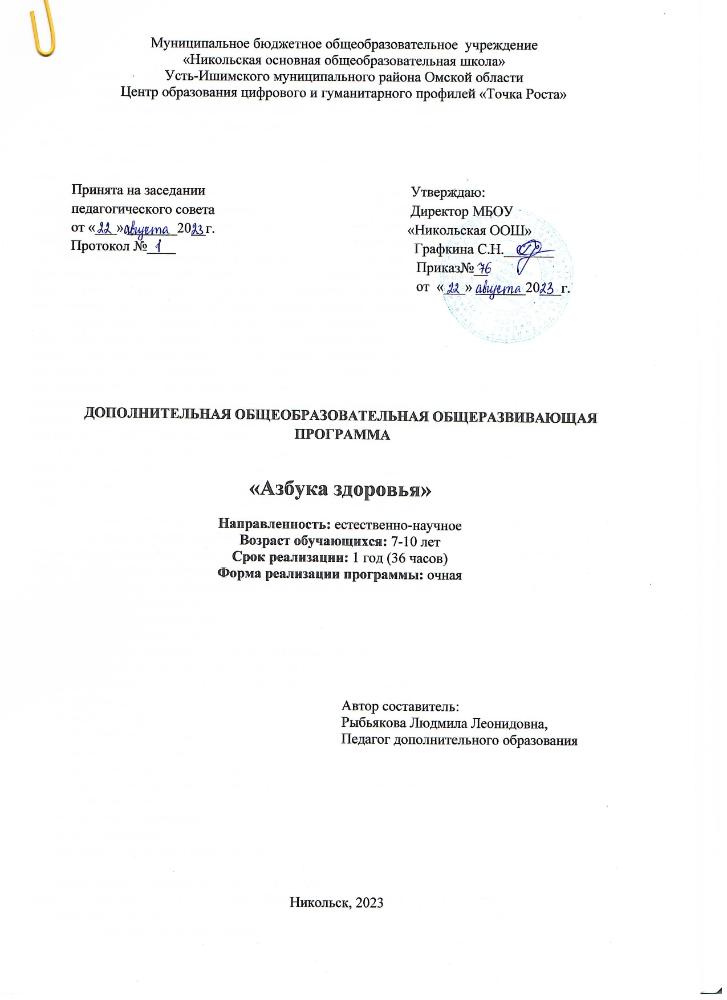 Муниципальное бюджетное общеобразовательное учреждение
«Никольская основная общеобразовательная школа»
Усть-Ишимского муниципального района Омской области
Центр образования цифрового и гуманитарного профилей «Точка Роста»
Принята на заседании
педагогического совета
от «22» августа 2023 г.
Протокол № 1
Утверждаю:
Директор МБОУ
«Никольская ООШ»
Графкина С.Н.
Приказ№ 76
от «22» августа 2023 г.
ДОПОЛНИТЕЛЬНАЯ ОБЩЕОБРАЗОВАТЕЛЬНАЯ ОБЩЕРАЗВИВАЮЩАЯ
ПРОГРАММА
«Азбука здоровья»
Направленность: естественно-научное
Возраст обучающихся: 7-10 лет
Срок реализации: 1 год (36 часов)
Форма реализации программы: очная
Автор составитель:
Рыбьякова Людмила Леонидовна,
Педагог дополнительного образования
Никольск, 2023